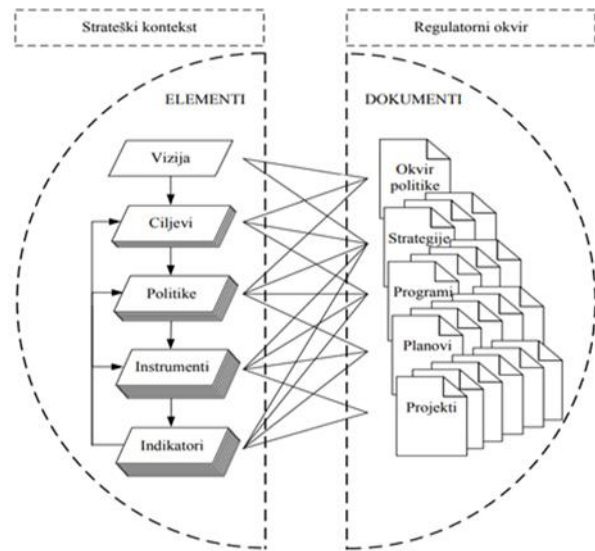 Strateški kontekst
Regulatorni okvir
ELEMENTI
DOKUMENTI
Vizija
Ciljevi
Politike
Instrumenti
Indikatori
Okvir
politike
Strategije
Programi
Planovi
Projekti